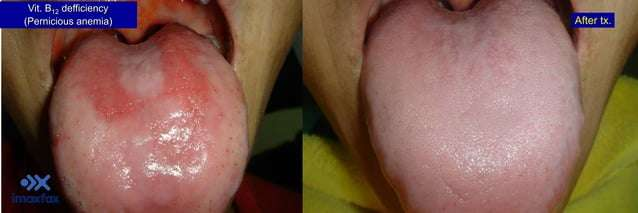 Vit. B12 defficiency
(Pernicious anemia)
After tx.
imaxfax